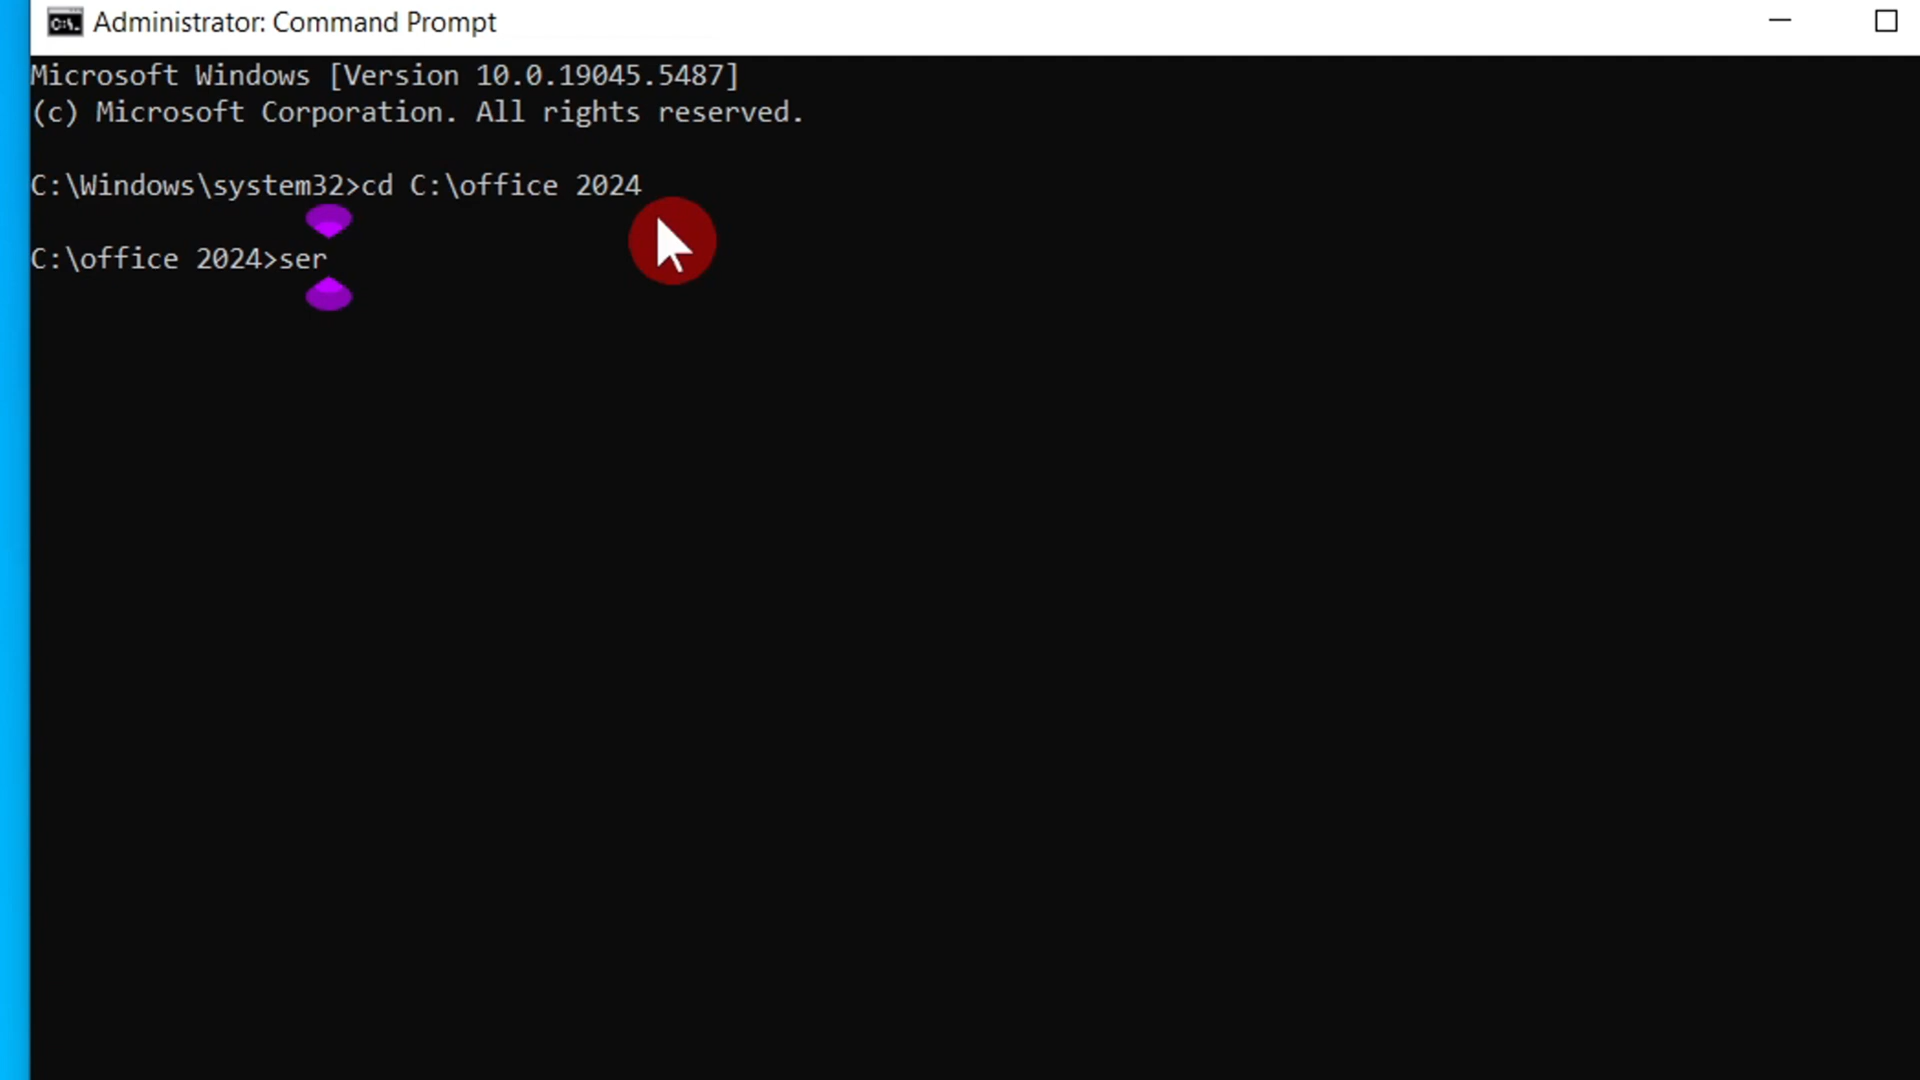 Administrator: Command Prompt
Microsoft Windows [Version 10.0.19045.5487]
(c) Microsoft Corporation. All rights reserved.
C:\Windows\system32>cd C:\office 2024
C:\office 2024>ser